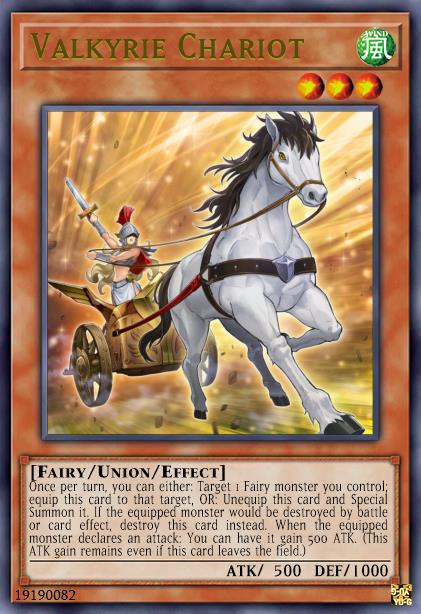 VALKYRIE CHARIOT
WIND
風
[FAIRY/UNION/EFFECT]
Once per turn, you can either: Target 1 Fairy monster you control;
equip this card to that target, OR: Unequip this card and Special
Summon it. If the equipped monster would be destroyed by battle
or card effect, destroy this card instead. When the equipped
monster declares an attack: You can have it gain 500 ATK. (This
ATK gain remains even if this card leaves the field.)
ATK/ 500 DEF/1000
19190082